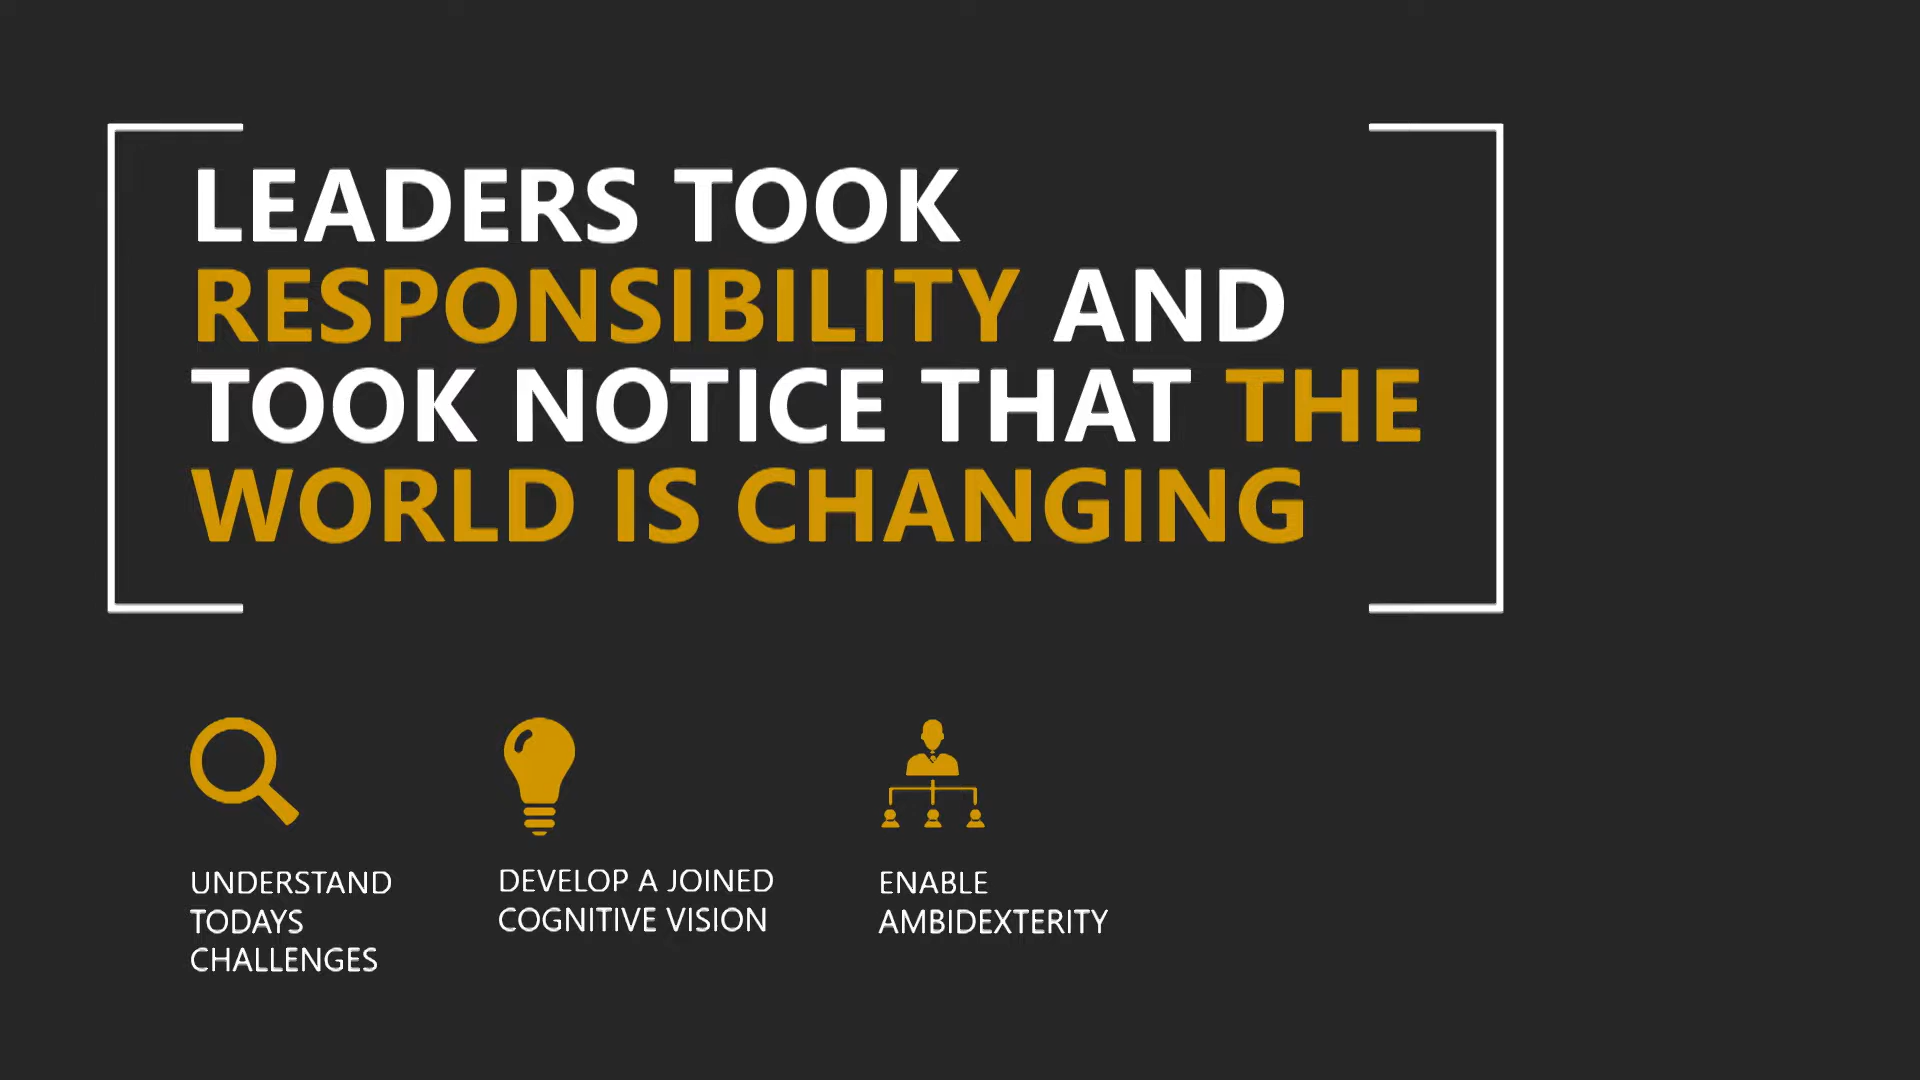 LEADERS TOOK
RESPONSIBILITY AND
TOOK NOTICE THAT THE
WORLD IS CHANGING
UNDERSTAND
TODAYS
CHALLENGES
DEVELOP A JOINED
COGNITIVE VISION
ENABLE
AMBIDEXTERITY